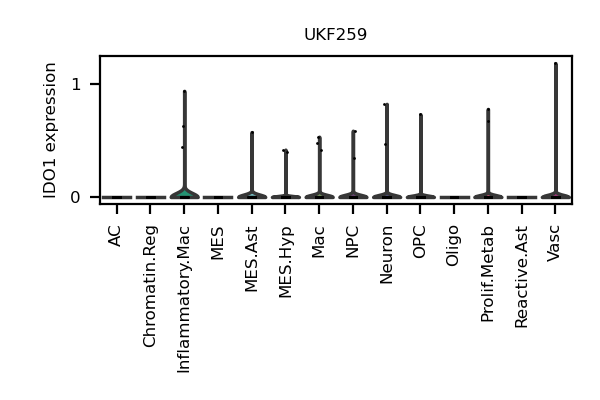 UKF259
IDO1 expression
1
0
AC
Chromatin.Reg
Inflammatory.Mac
MES
MES.Ast
MES.Hyp
Mac
NPC
Neuron
OPC
Oligo
Prolif.Metab
Reactive.Ast
Vasc